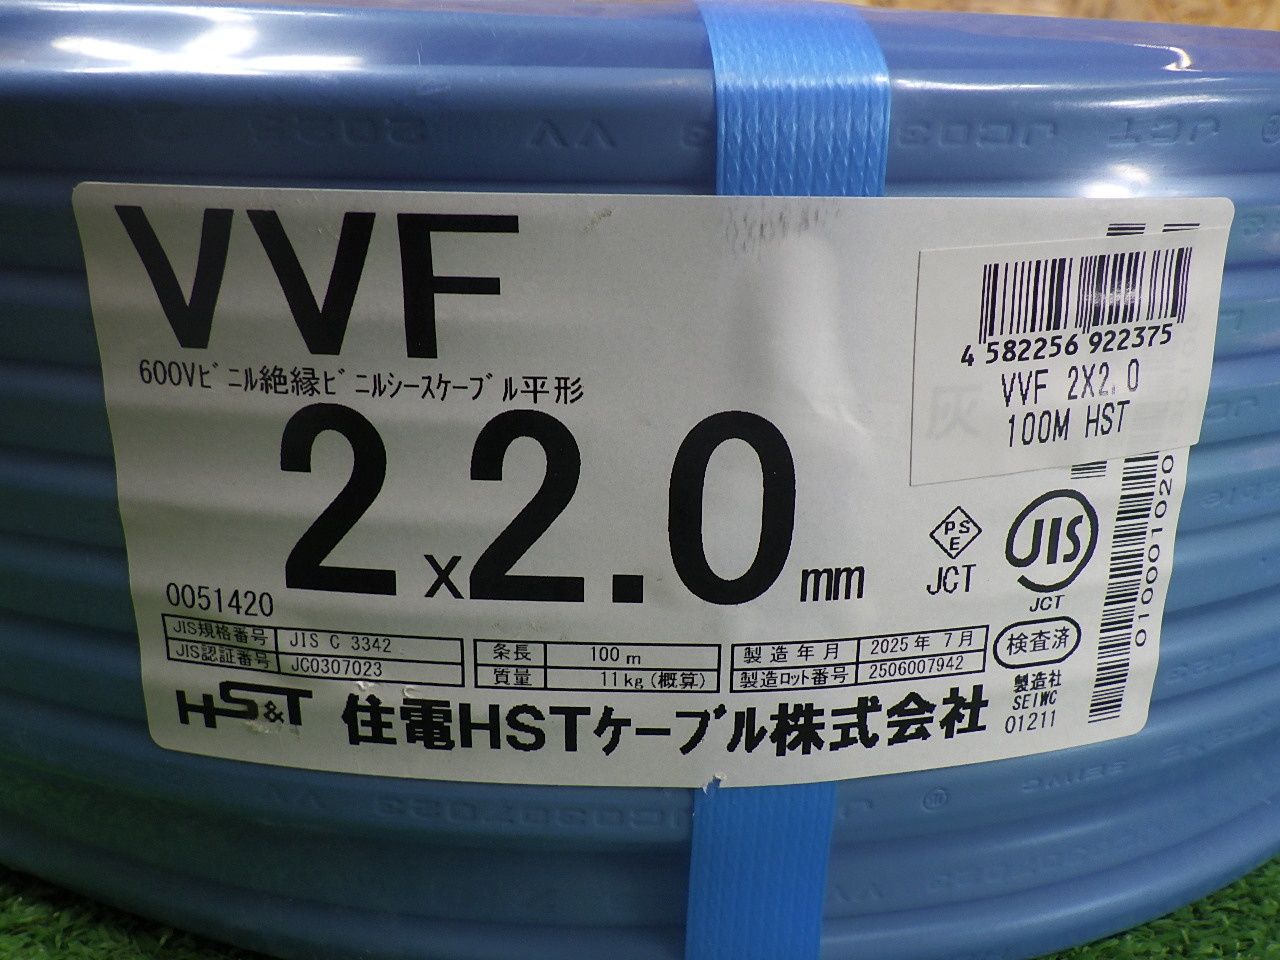 VVF
600Vﾋﾞﾆﾙ絶縁ﾋﾞﾆﾙｼｰｽｹｰﾌﾞﾙ平形
2x2.0mm
4 582256 922375
VVF 2X2.0
100M HST
灰
PSE
JCT
JIS
JCT
0100001020
0051420
JIS規格番号 JIS C 3342
JIS認証番号 JC0307023
条長 100m
質量 11kg(概算)
製造年月 2025年 7月
製造ロット番号 2506007942
検査済
製造社
SEIWC
01211
HS&T 住電HSTケーブル株式会社